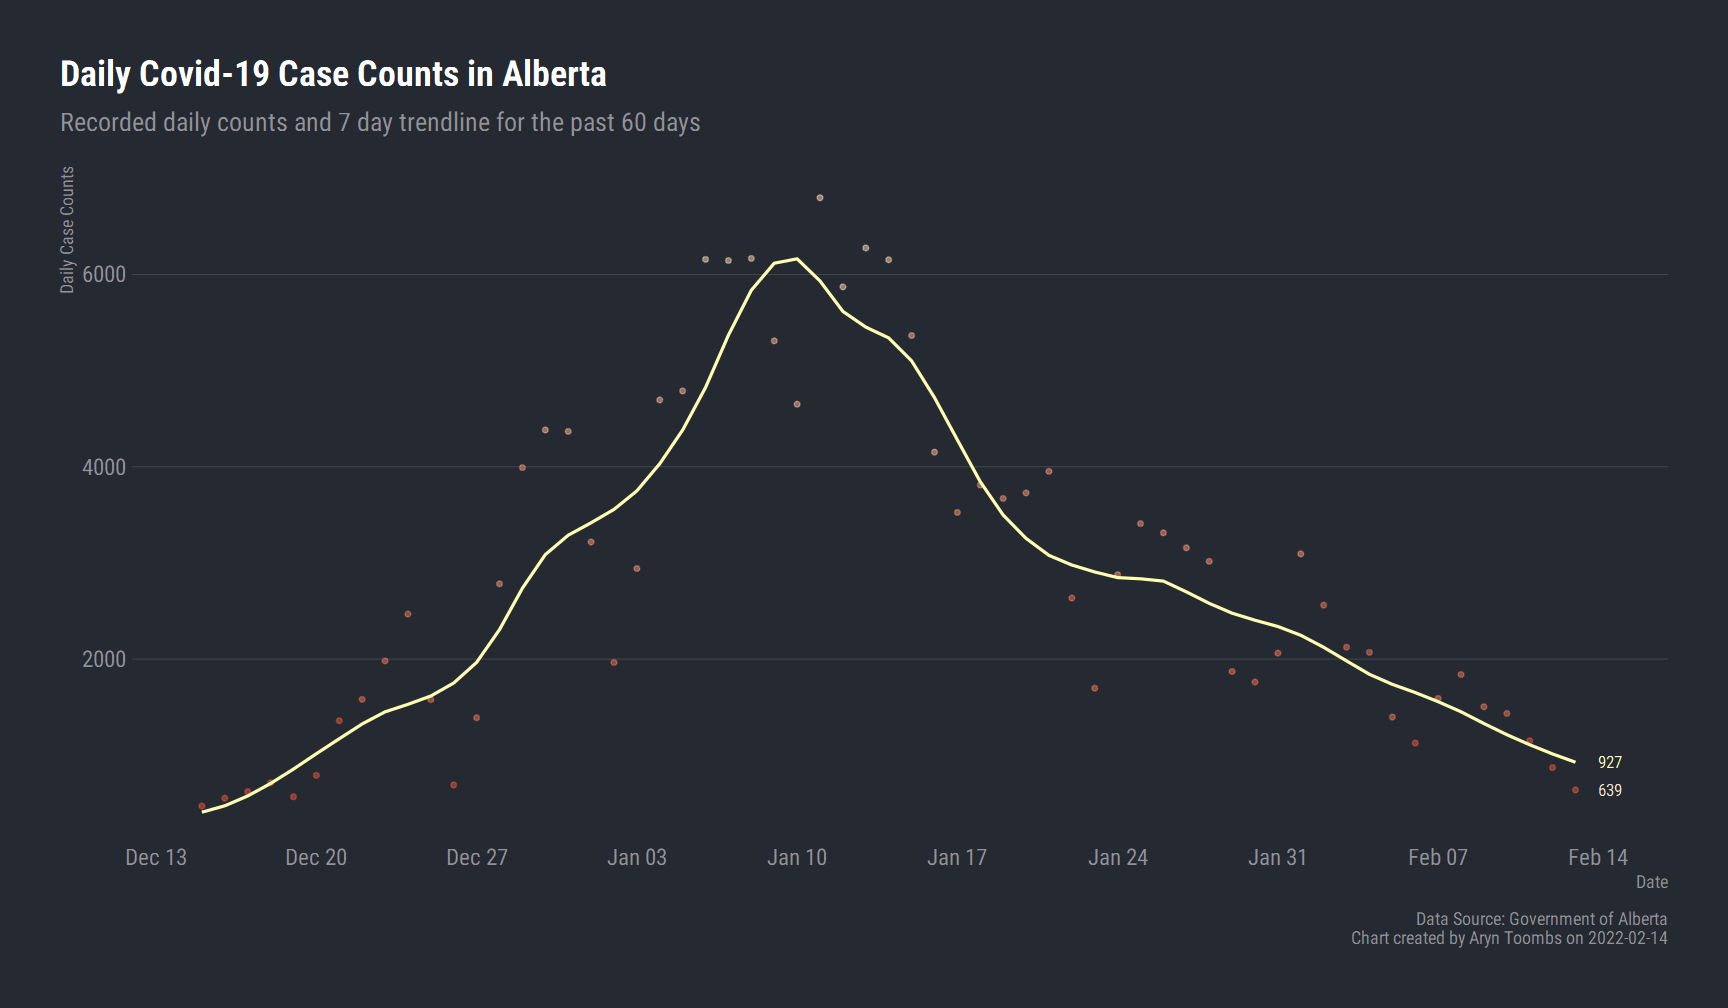 Daily Covid-19 Case Counts in Alberta
Recorded daily counts and 7 day trendline for the past 60 days
Daily Case Counts
6000
4000
2000
927
639
Dec 13 Dec 20 Dec 27 Jan 03 Jan 10 Jan 17 Jan 24 Jan 31 Feb 07 Feb 14
Date
Data Source: Government of Alberta
Chart created by Aryn Toombs on 2022-02-14